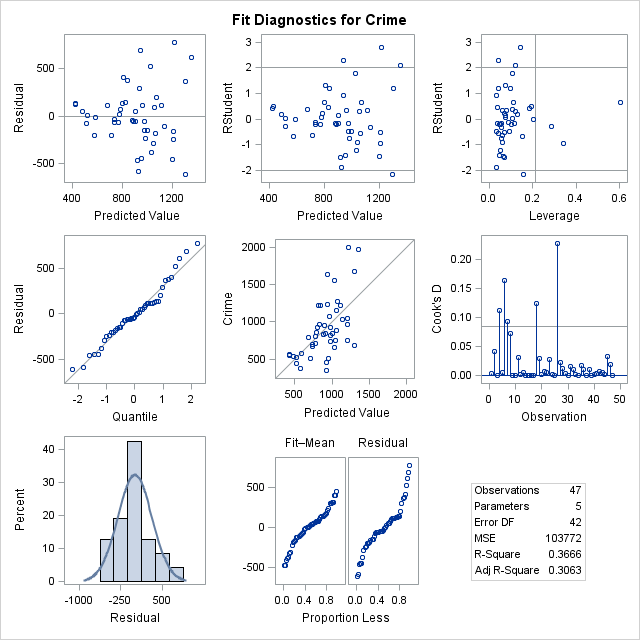 Fit Diagnostics for Crime
500
0
-500
Residual
400 800 1200
Predicted Value
3
2
1
0
-1
-2
RStudent
400 800 1200
Predicted Value
3
2
1
0
-1
-2
RStudent
0.0 0.2 0.4 0.6
Leverage
500
0
-500
Residual
-2 -1 0 1 2
Quantile
2000
1500
1000
500
Crime
500 1000 1500 2000
Predicted Value
0.20
0.15
0.10
0.05
0.00
Cook's D
0 10 20 30 40 50
Observation
40
30
20
10
0
Percent
-1000 -250 500
Residual
Fit–Mean Residual
500
0
-500
0.0 0.4 0.8 0.0 0.4 0.8
Proportion Less
Observations 47
Parameters 5
Error DF 42
MSE 103772
R-Square 0.3666
Adj R-Square 0.3063